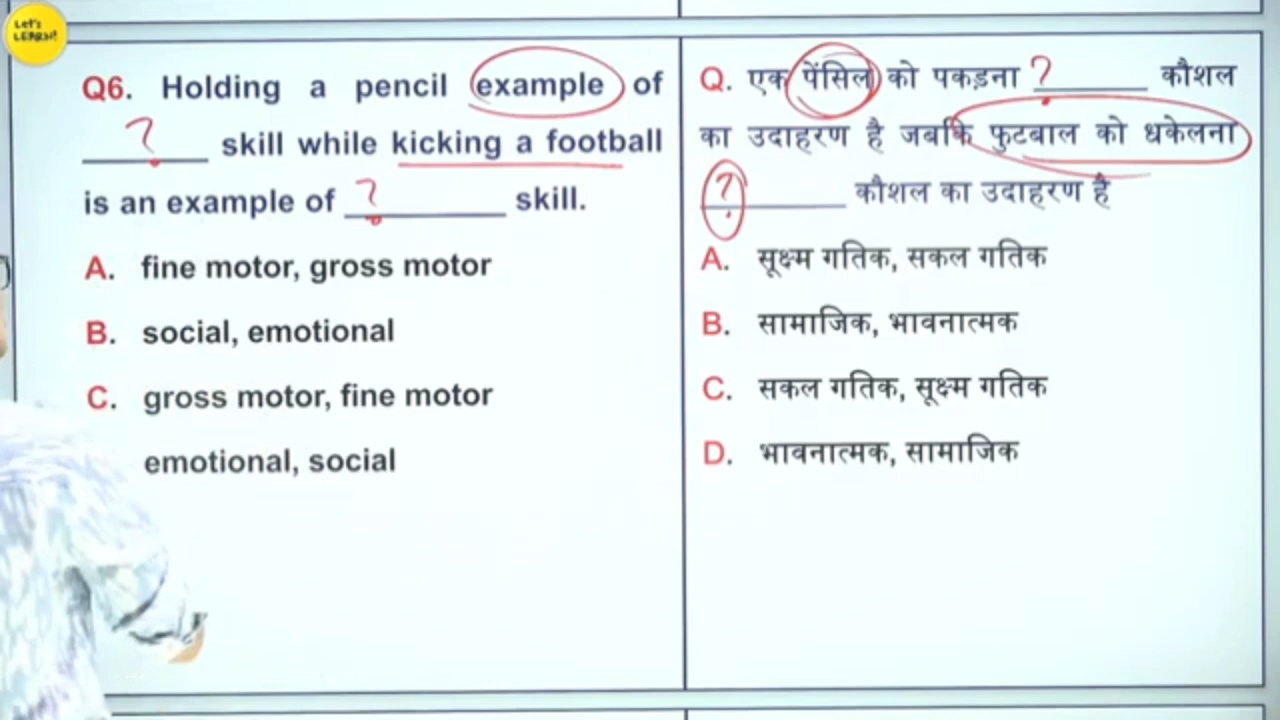 Let's
LEARN!
Q6. Holding a pencil example of
? skill while kicking a football
is an example of ? skill.
A. fine motor, gross motor
B. social, emotional
C. gross motor, fine motor
emotional, social
Q. एक पेंसिल को पकड़ना ? कौशल
का उदाहरण है जबकि फुटबाल को धकेलना
? कौशल का उदाहरण है
A. सूक्ष्म गतिक, सकल गतिक
B. सामाजिक, भावनात्मक
C. सकल गतिक, सूक्ष्म गतिक
D. भावनात्मक, सामाजिक